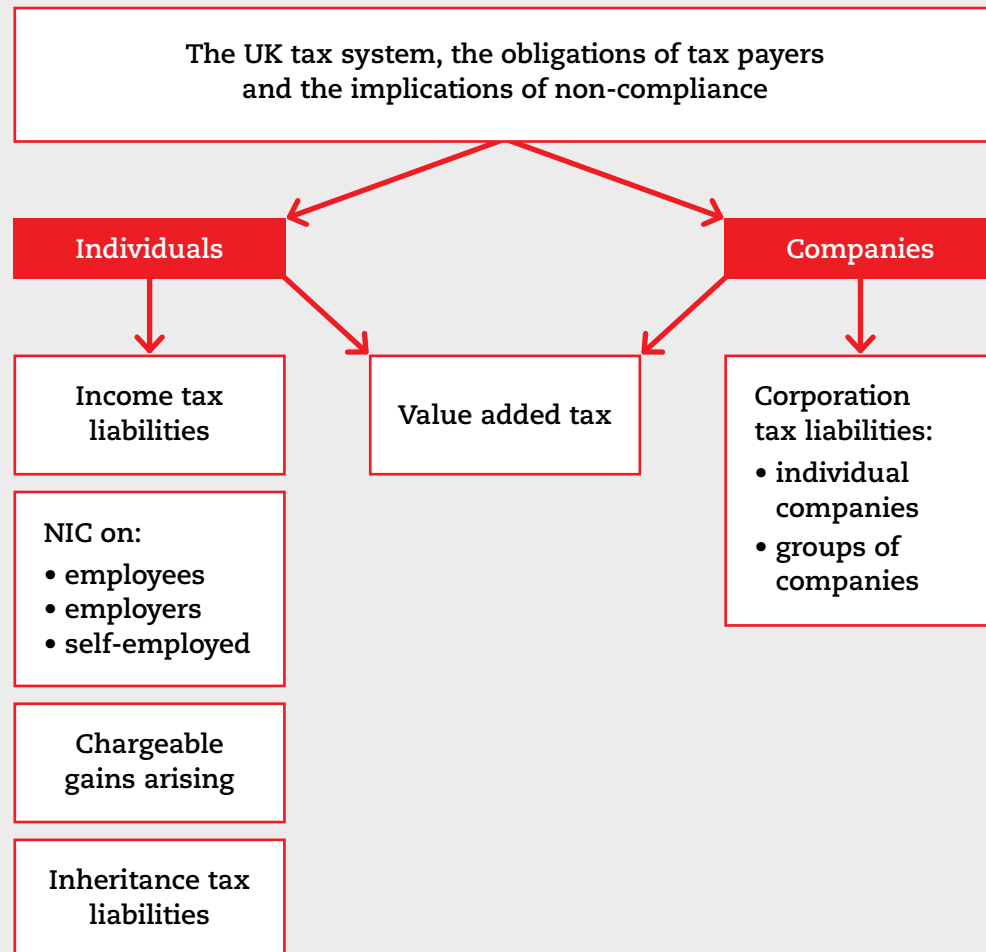 The UK tax system, the obligations of tax payers
and the implications of non-compliance
Individuals
Companies
Income tax
liabilities
Value added tax
Corporation
tax liabilities:
• individual
companies
• groups of
companies
NIC on:
• employees
• employers
• self-employed
Chargeable
gains arising
Inheritance tax
liabilities